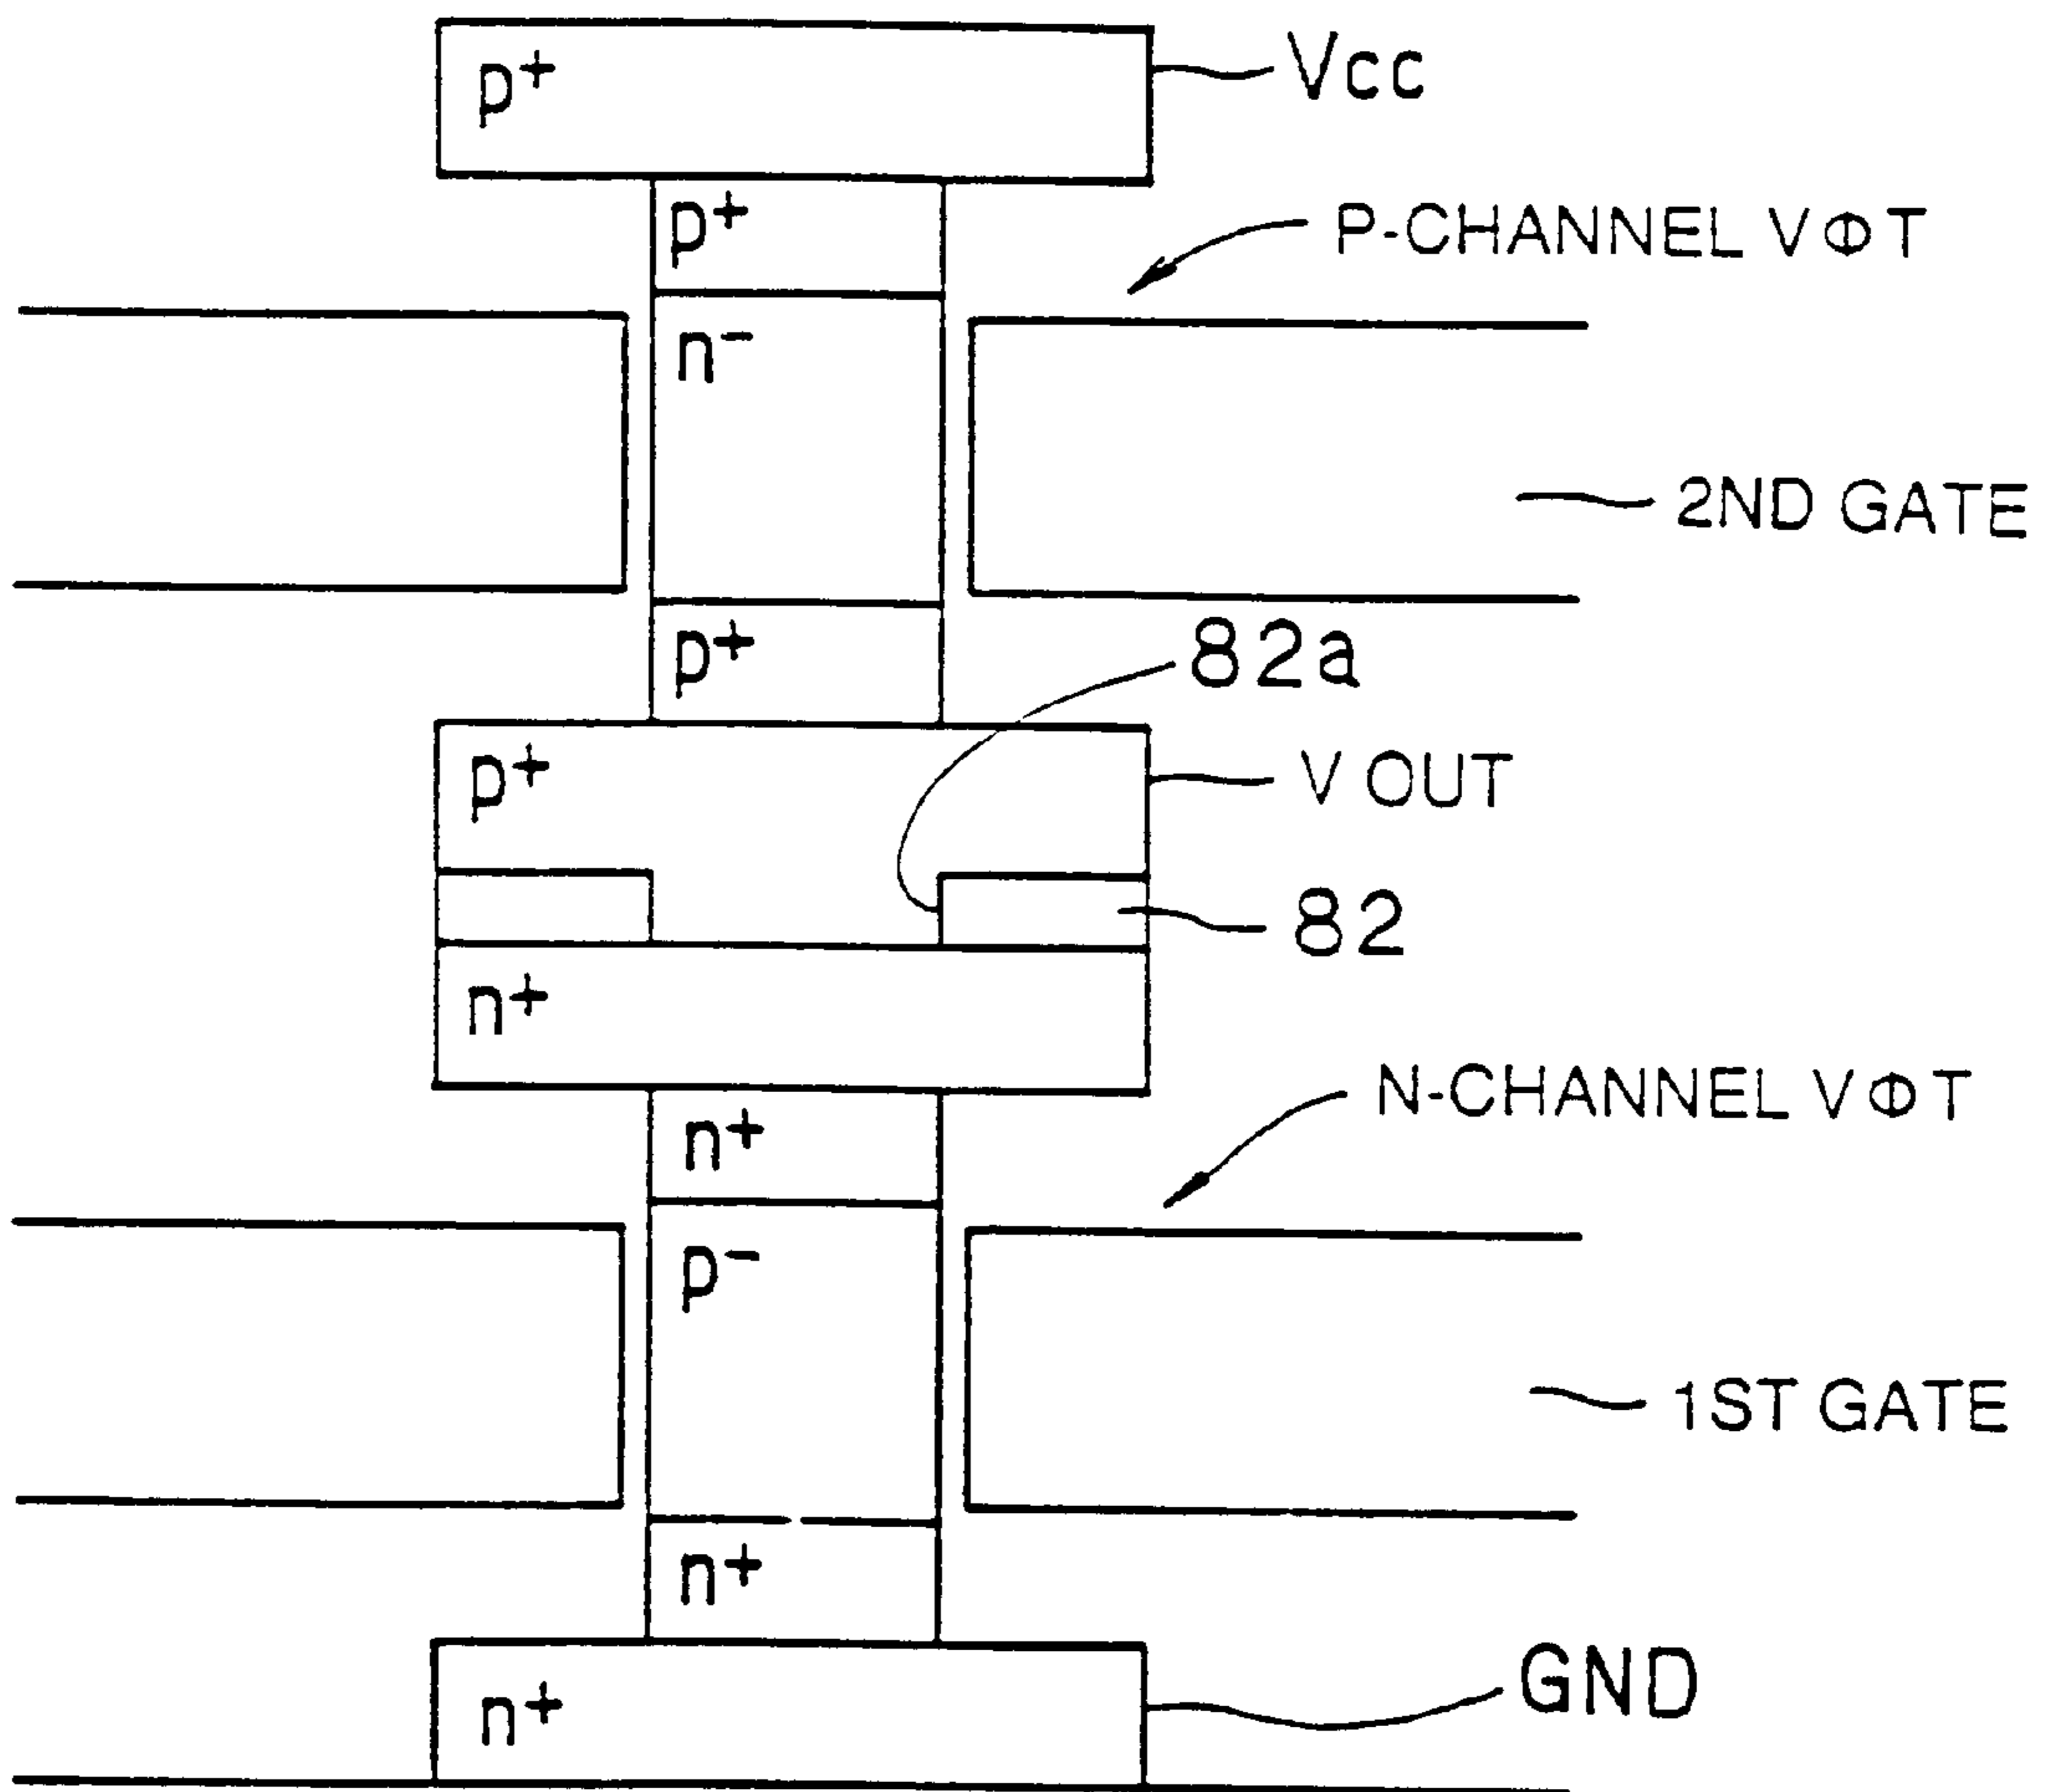 p+
Vcc
p+
P-CHANNEL VΦT
n-
2ND GATE
p+
82a
p+
V OUT
82
n+
N-CHANNEL VΦT
n+
p-
1ST GATE
n+
GND
n+